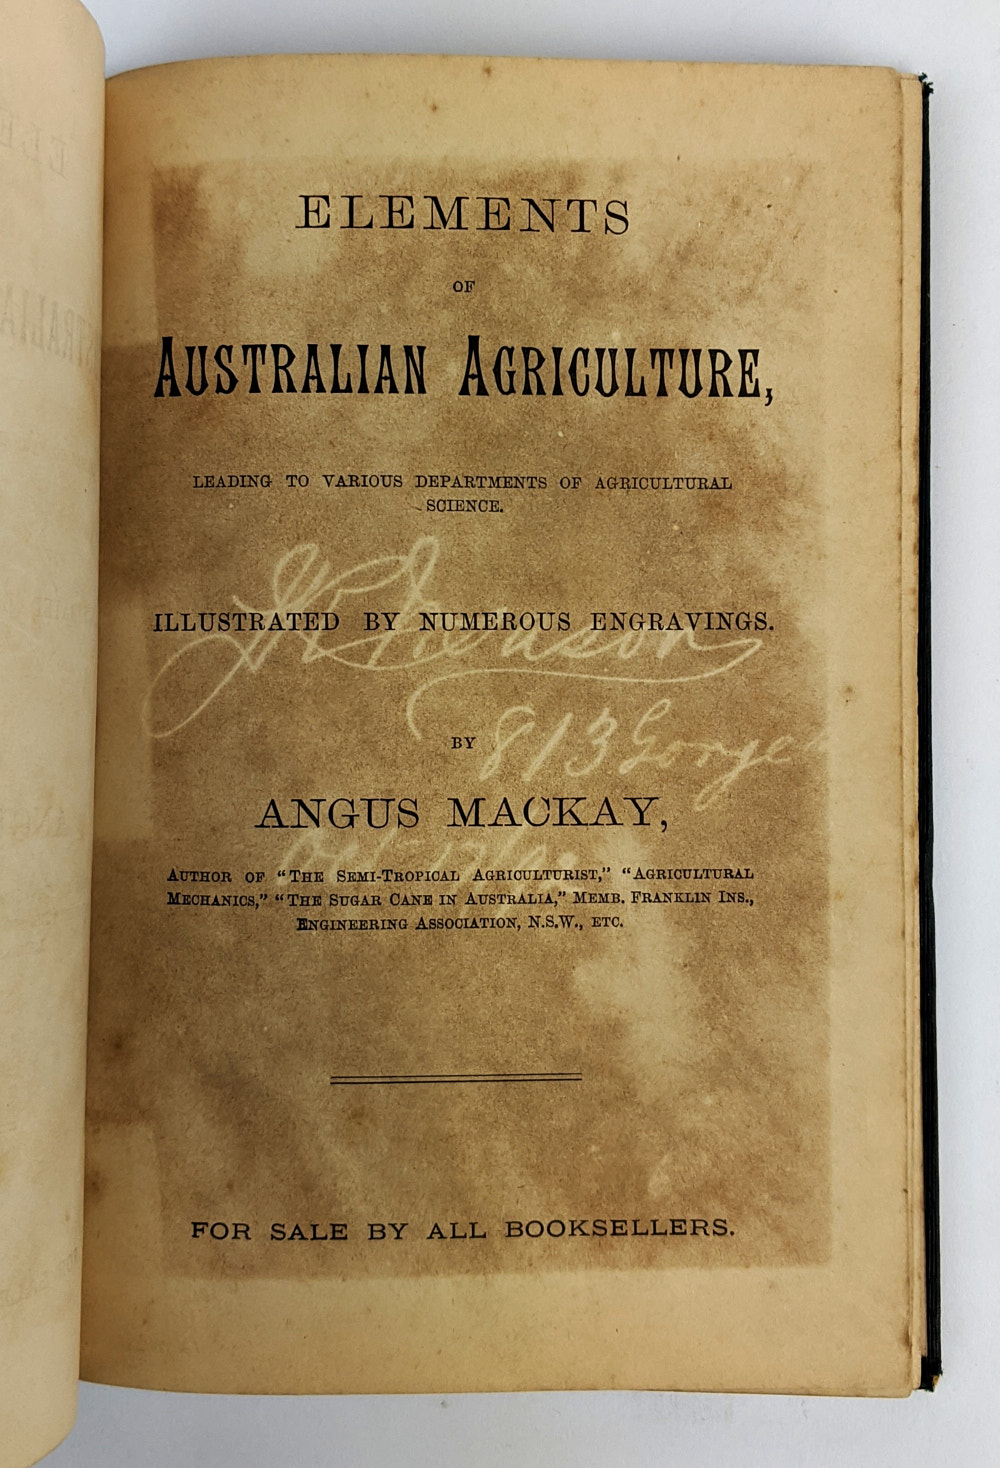 ELEMENTS
OF
AUSTRALIAN AGRICULTURE,
LEADING TO VARIOUS DEPARTMENTS OF AGRICULTURAL
SCIENCE.
ILLUSTRATED BY NUMEROUS ENGRAVINGS.
813
BY
ANGUS MACKAY,
AUTHOR OF "THE SEMI-TROPICAL AGRICULTURIST," "AGRICULTURAL
MECHANICS," "THE SUGAR CANE IN AUSTRALIA," MEMB. FRANKLIN INS.,
ENGINEERING ASSOCIATION, N.S.W., ETC.
FOR SALE BY ALL BOOKSELLERS.